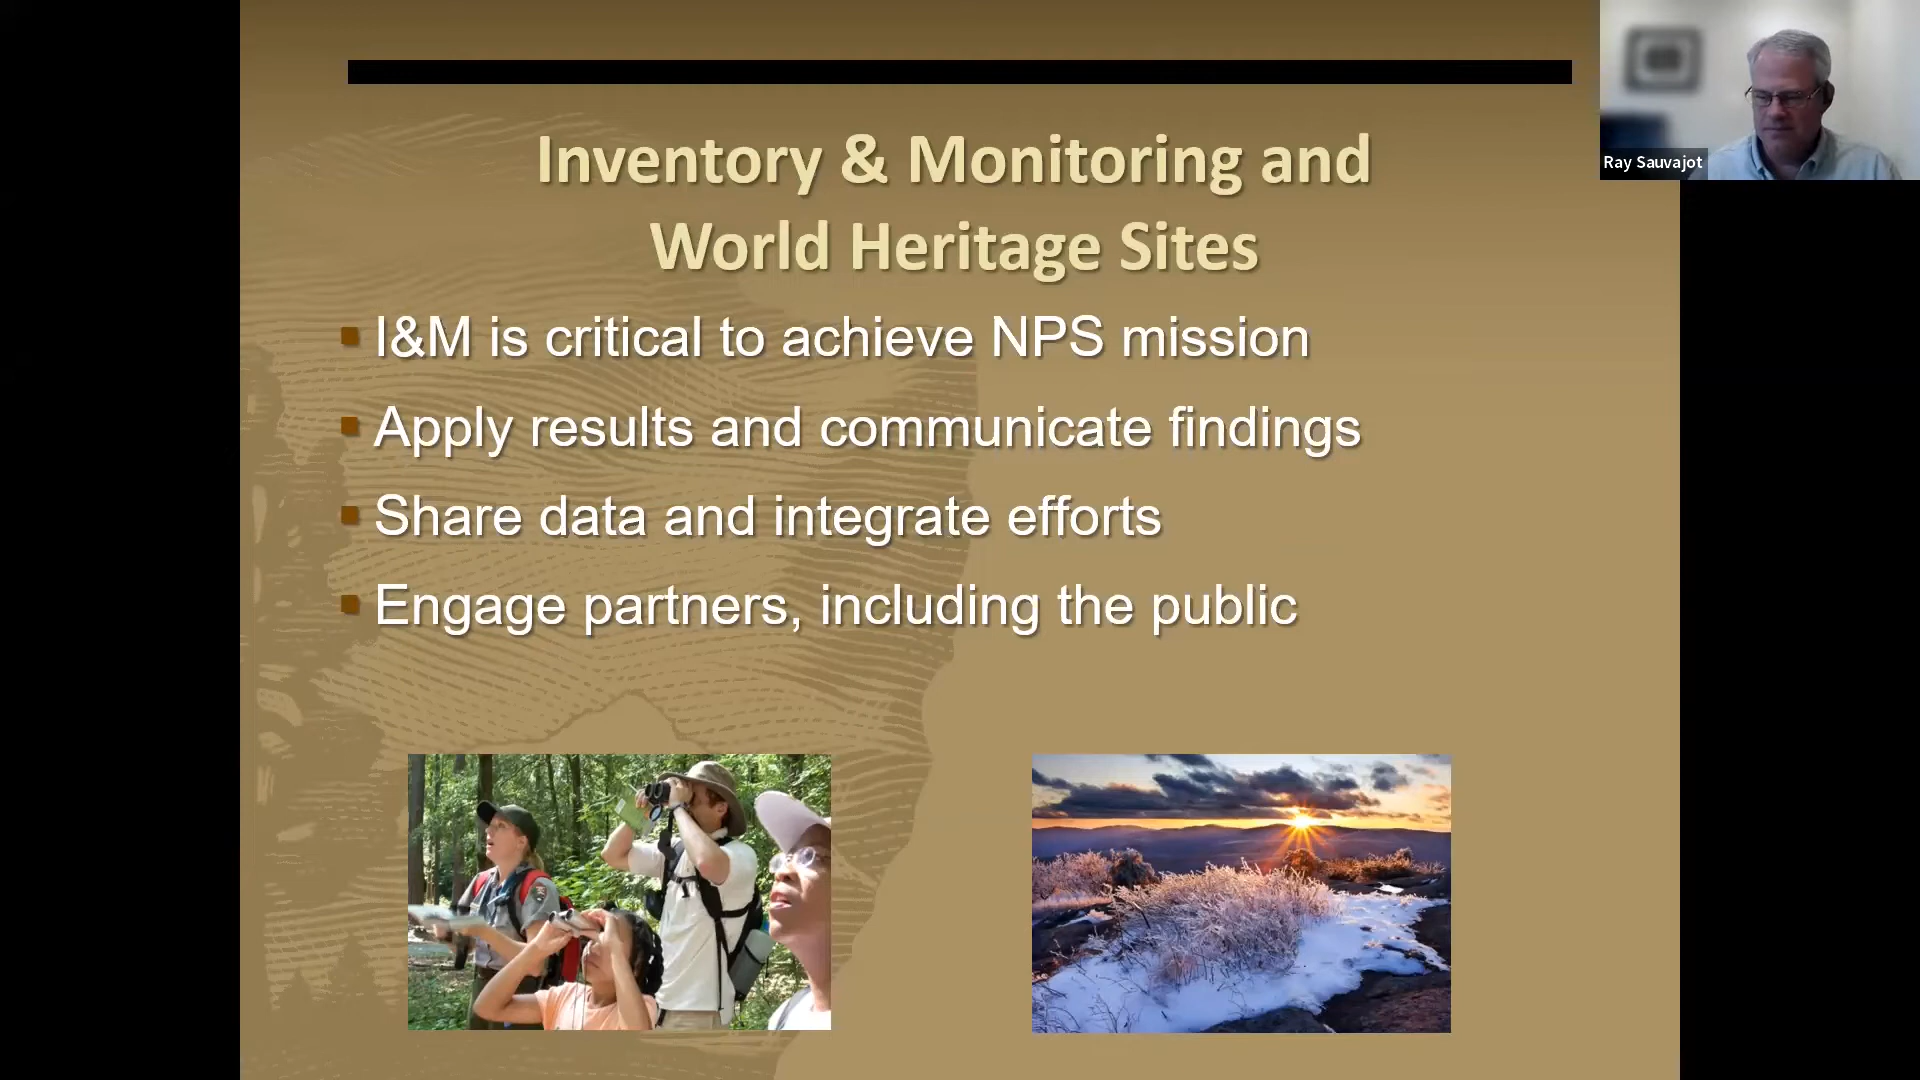 Inventory & Monitoring and
World Heritage Sites
I&M is critical to achieve NPS mission
Apply results and communicate findings
Share data and integrate efforts
Engage partners, including the public
Ray Sauvajot